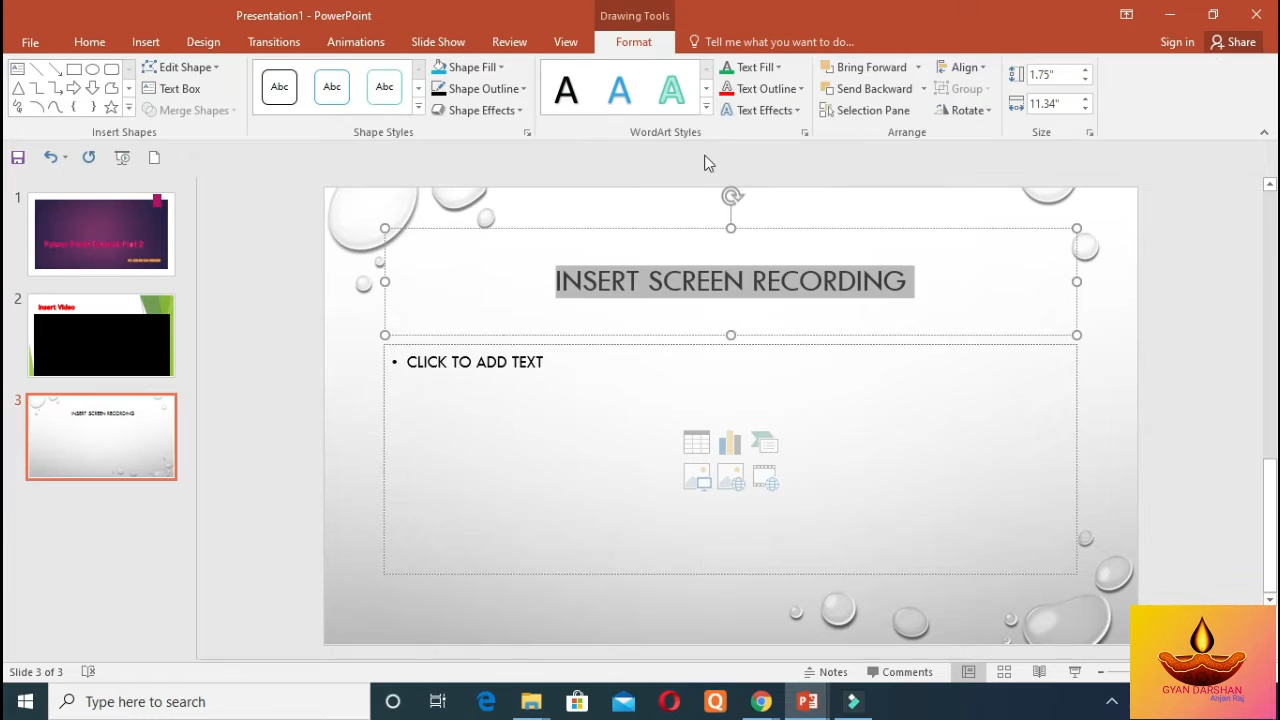 Presentation1 - PowerPoint
Drawing Tools
File Home Insert Design Transitions Animations Slide Show Review View Format Tell me what you want to do... Sign in Share
Edit Shape
Text Box
Merge Shapes
Insert Shapes
Abc Abc Abc
Shape Fill
Shape Outline
Shape Effects
Shape Styles
A A A
Text Fill
Text Outline
Text Effects
WordArt Styles
Bring Forward
Send Backward
Selection Pane
Align
Group
Rotate
Arrange
1.75"
11.34"
Size
1
2
Insert Video
3
INSERT SCREEN RECORDING
INSERT SCREEN RECORDING
• CLICK TO ADD TEXT
Slide 3 of 3
Notes
Comments
Type here to search
GYAN DARSHAN
Anjan Raj